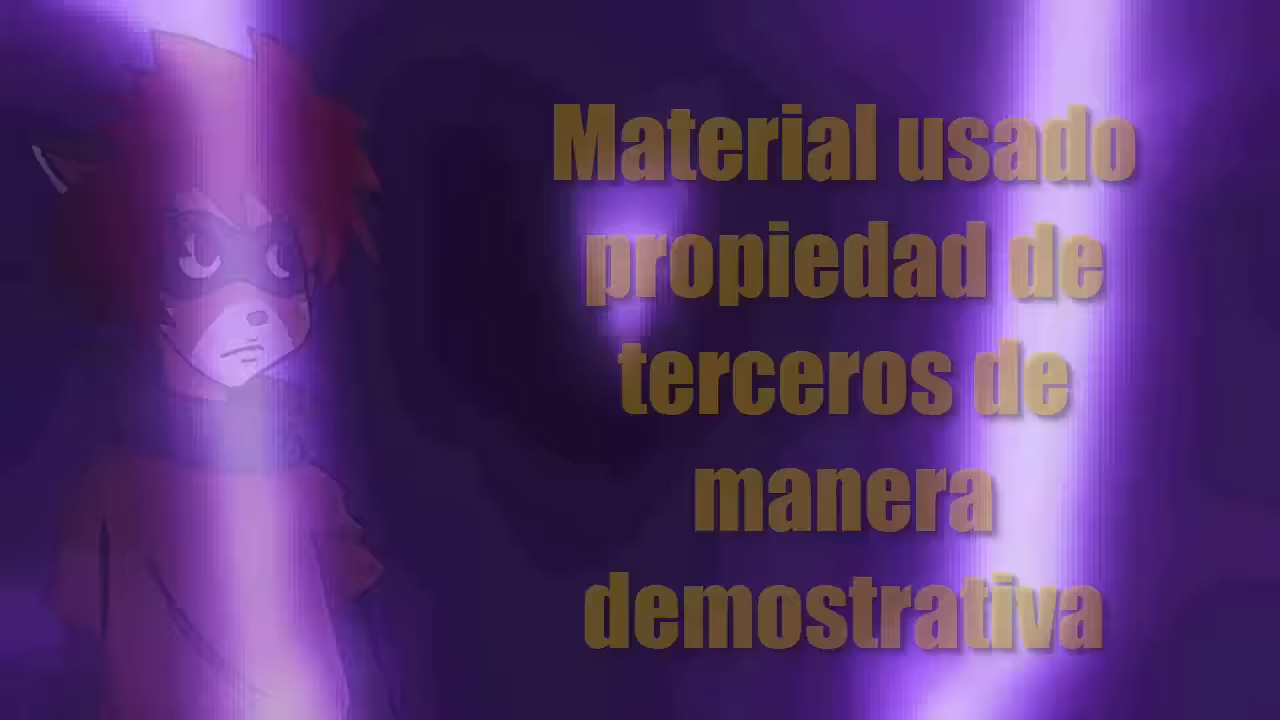 Material usado
propiedad de
terceros de
manera
demostrativa